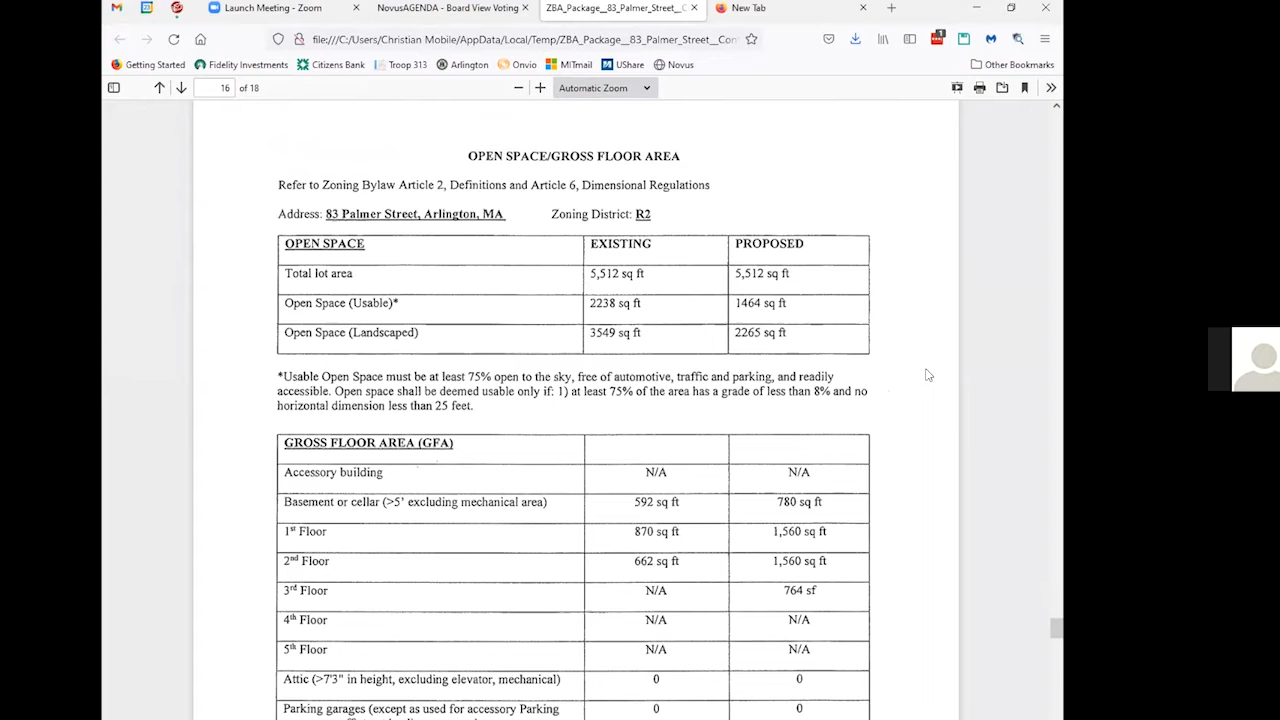 Launch Meeting - Zoom
NovusAGENDA - Board View Voting
ZBA_Package__83_Palmer_Street__C
New Tab
file:///C:/Users/Christian Mobile/AppData/Local/Temp/ZBA_Package__83_Palmer_Street__Com
1
Getting Started Fidelity Investments Citizens Bank Troop 313 Arlington Onvio MITmail UShare Novus Other Bookmarks
16 of 18 Automatic Zoom
OPEN SPACE/GROSS FLOOR AREA
Refer to Zoning Bylaw Article 2, Definitions and Article 6, Dimensional Regulations
Address: 83 Palmer Street, Arlington, MA Zoning District: R2
OPEN SPACE EXISTING PROPOSED
Total lot area 5,512 sq ft 5,512 sq ft
Open Space (Usable)* 2238 sq ft 1464 sq ft
Open Space (Landscaped) 3549 sq ft 2265 sq ft
*Usable Open Space must be at least 75% open to the sky, free of automotive, traffic and parking, and readily
accessible. Open space shall be deemed usable only if: 1) at least 75% of the area has a grade of less than 8% and no
horizontal dimension less than 25 feet.
GROSS FLOOR AREA (GFA)
Accessory building N/A N/A
Basement or cellar (>5' excluding mechanical area) 592 sq ft 780 sq ft
1st Floor 870 sq ft 1,560 sq ft
2nd Floor 662 sq ft 1,560 sq ft
3rd Floor N/A 764 sf
4th Floor N/A N/A
5th Floor N/A N/A
Attic (>7'3" in height, excluding elevator, mechanical) 0 0
Parking garages (except as used for accessory Parking 0 0